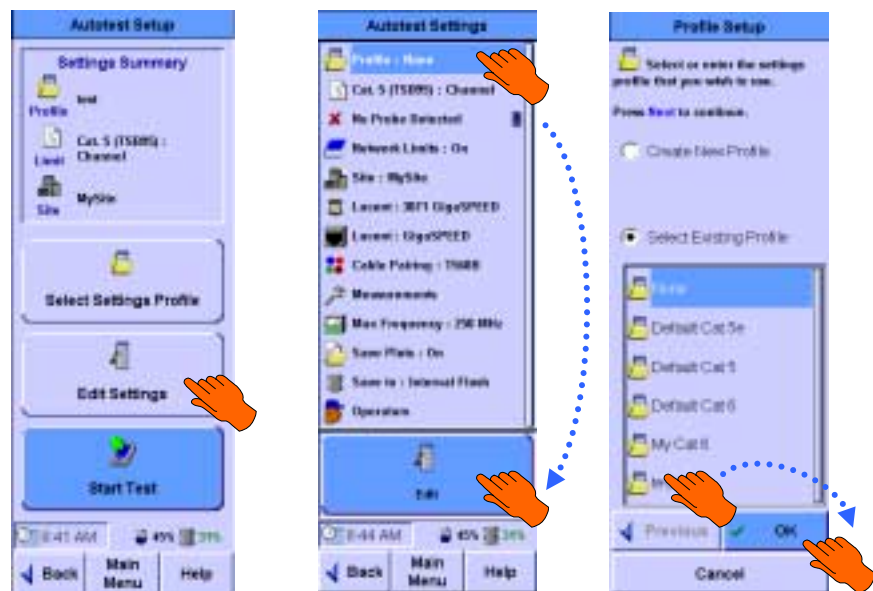 Autotest Setup
Settings Summary
Profile
test
Limit
Cat. 5 (TSB95) :
Channel
Site
MySite
Select Settings Profile
Edit Settings
Start Test
8:41 AM
45%
Back
Main
Menu
Help
Autotest Settings
Profile : None
Cat. 5 (TSB95) : Channel
No Probe Detected
Network Limits : On
Site : MySite
Lucent : 3071 GigaSPEED
Lucent : GigaSPEED
Cable Pairing : T568B
Measurements
Max Frequency : 250 MHz
Save Plots : On
Save to : Internal Flash
Operators
Edit
8:44 AM
45%
Back
Main
Menu
Help
Profile Setup
Select or enter the settings
profile that you wish to use.
Press Next to continue.
Create New Profile
Select Existing Profile
None
Default Cat 5e
Default Cat 5
Default Cat 6
My Cat 6
Previous
OK
Cancel